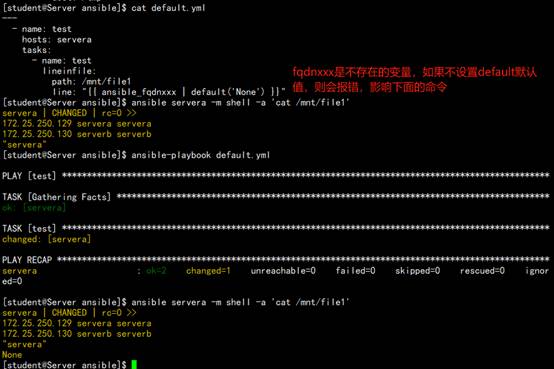 [student@Server ansible]$ cat default.yml
---
  - name: test
    hosts: servera
    tasks:
      - name: test
        lineinfile:
          path: /mnt/file1
          line: "{{ ansible_fqdnxxx | default('None') }}"
fqdnxxx是不存在的变量，如果不设置default默认
值，则会报错，影响下面的命令
[student@Server ansible]$ ansible servera -m shell -a 'cat /mnt/file1'
servera | CHANGED | rc=0 >>
172.25.250.129 servera servera
172.25.250.130 serverb serverb
"servera"
[student@Server ansible]$ ansible-playbook default.yml
PLAY [test] ****************************************************************************************************
TASK [Gathering Facts] *****************************************************************************************
ok: [servera]
TASK [test] ****************************************************************************************************
changed: [servera]
PLAY RECAP *****************************************************************************************************
servera                    : ok=2    changed=1    unreachable=0    failed=0    skipped=0    rescued=0    ignor
ed=0
[student@Server ansible]$ ansible servera -m shell -a 'cat /mnt/file1'
servera | CHANGED | rc=0 >>
172.25.250.129 servera servera
172.25.250.130 serverb serverb
"servera"
None
[student@Server ansible]$